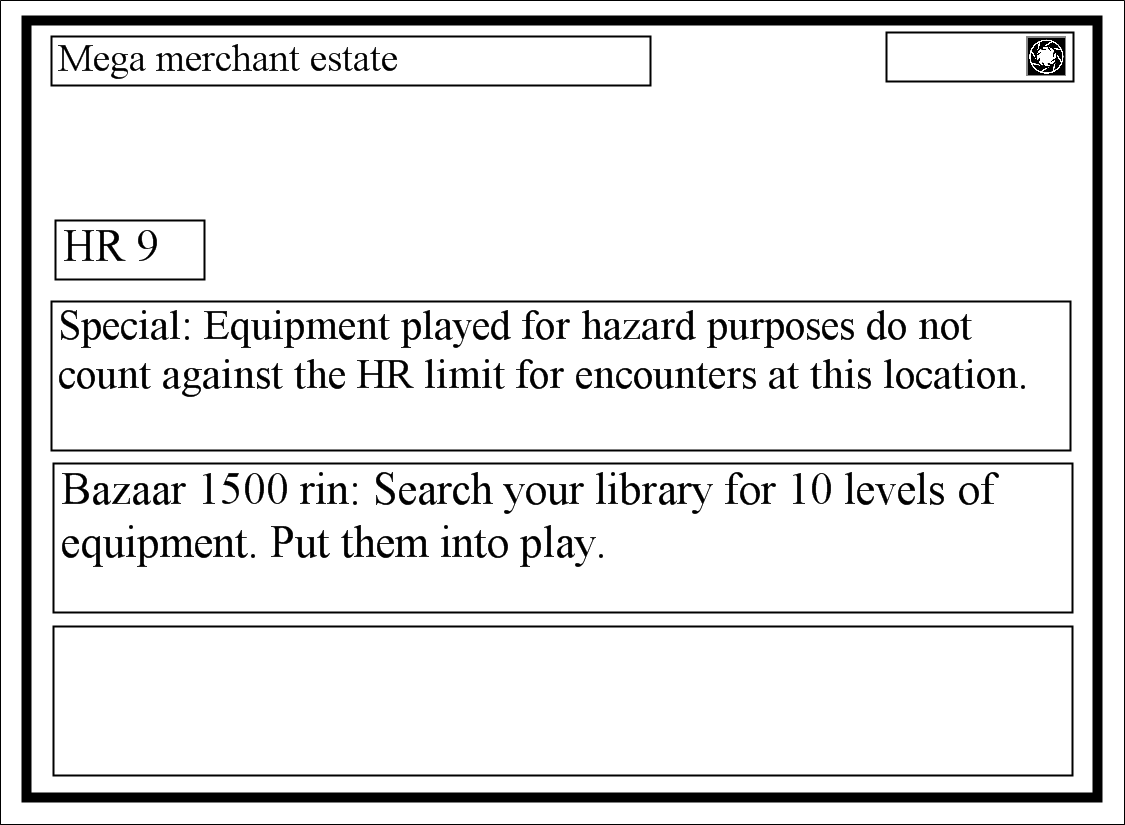 Mega merchant estate
HR 9
Special: Equipment played for hazard purposes do not
count against the HR limit for encounters at this location.
Bazaar 1500 rin: Search your library for 10 levels of
equipment. Put them into play.